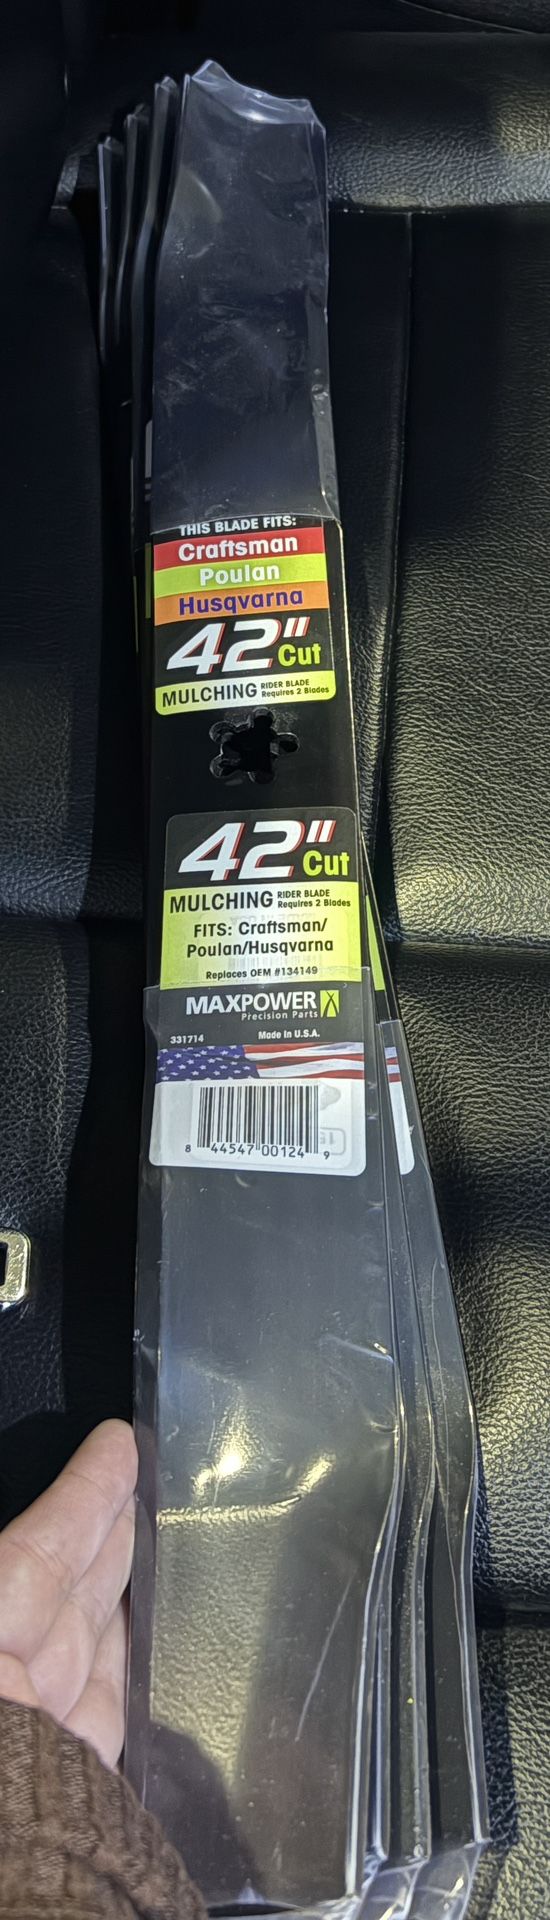 THIS BLADE FITS:
Craftsman
Poulan
Husqvarna
42" Cut
MULCHING RIDER BLADE
Requires 2 Blades
42" Cut
MULCHING RIDER BLADE
Requires 2 Blades
FITS: Craftsman/
Poulan/Husqvarna
Replaces OEM #134149
MAXPOWER
Precision Parts
331714 Made In U.S.A.
8 44547 00124 9